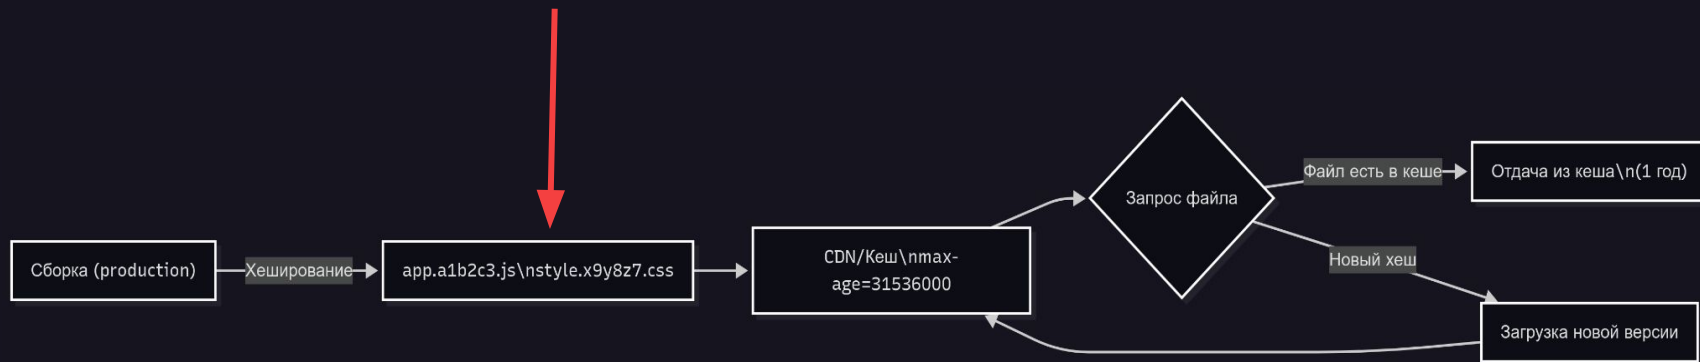 Сборка (production)
Хеширование
app.a1b2c3.js\nstyle.x9y8z7.css
CDN/Кеш\nmax-
age=31536000
Запрос файла
Файл есть в кеше
Отдача из кеша\n(1 год)
Новый хеш
Загрузка новой версии